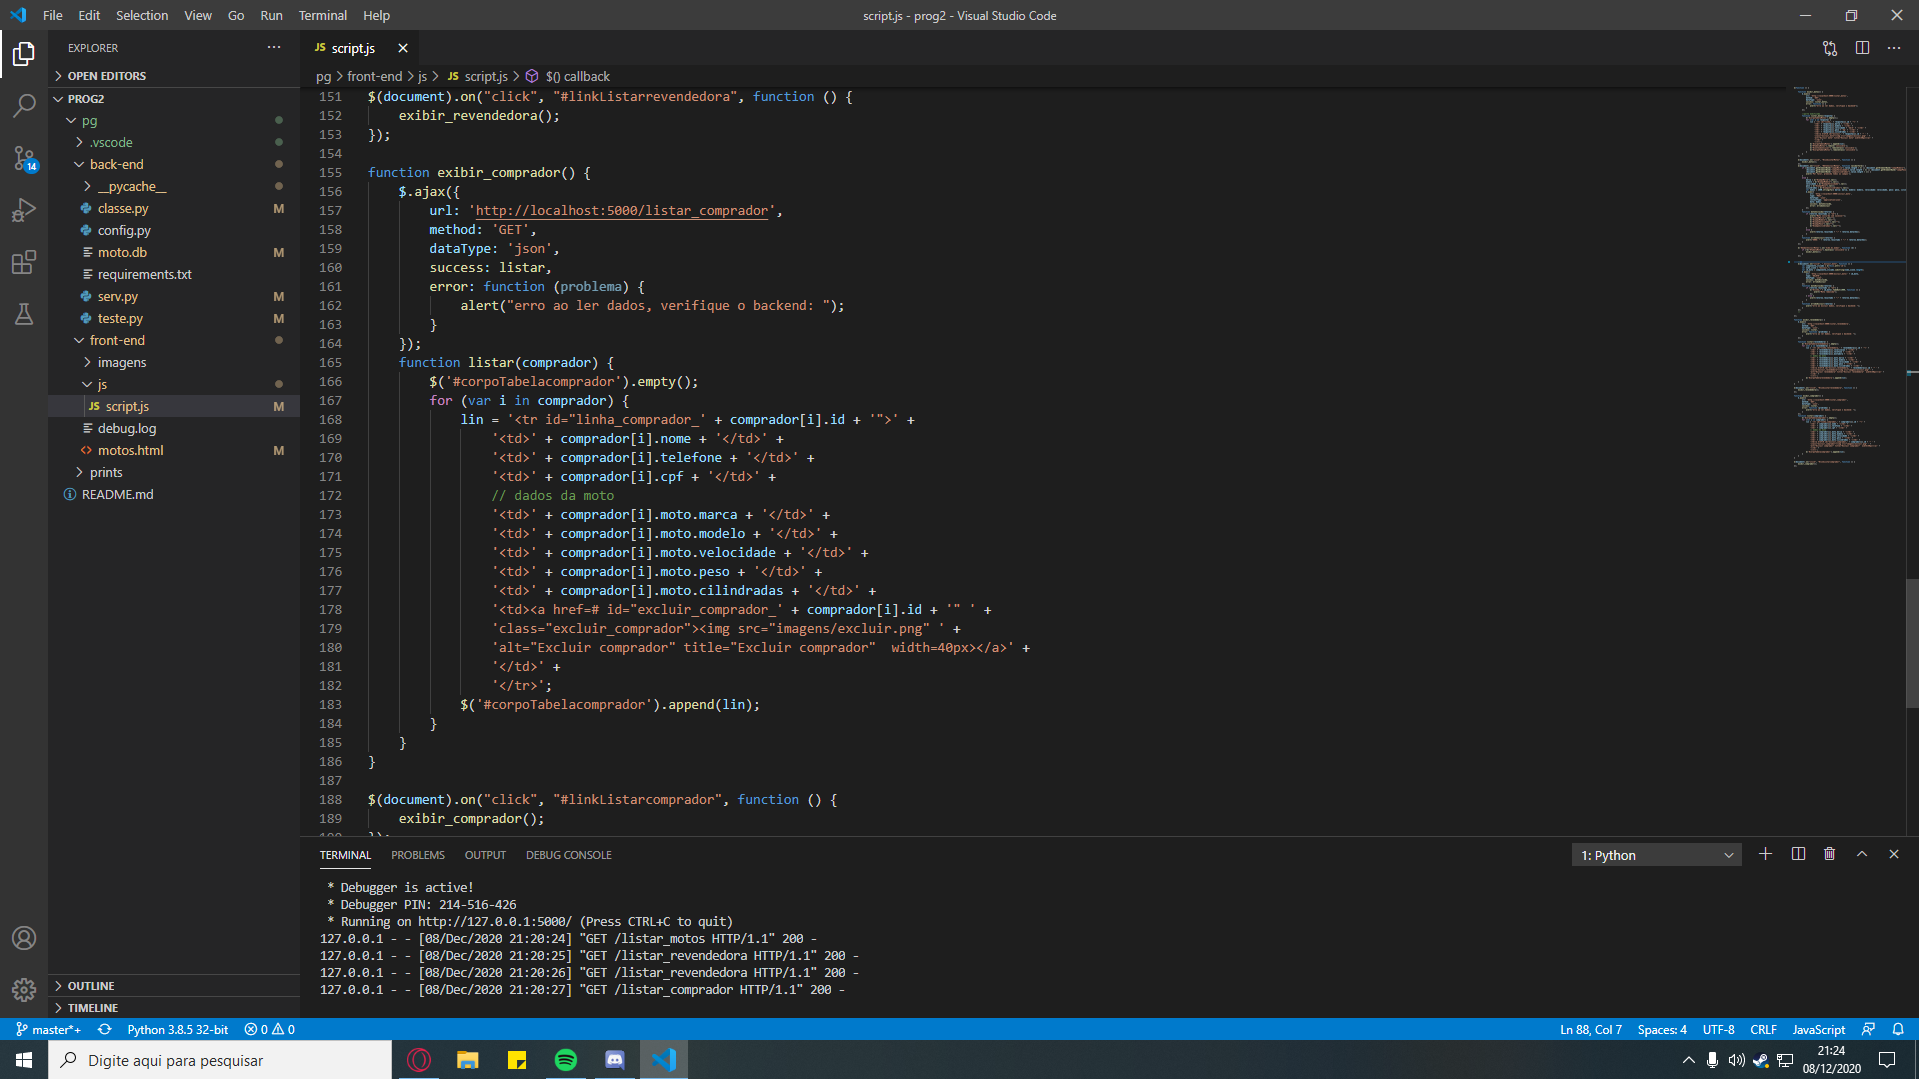 File Edit Selection View Go Run Terminal Help
script.js - prog2 - Visual Studio Code
EXPLORER
OPEN EDITORS
PROG2
pg
.vscode
back-end
__pycache__
classe.py M
config.py
moto.db M
requirements.txt
serv.py M
teste.py M
front-end
imagens
js
JS script.js M
debug.log
motos.html M
prints
README.md
OUTLINE
TIMELINE
14
JS script.js
pg > front-end > js > JS script.js > $() callback
151 $(document).on("click", "#linkListarrevendedora", function () {
152 exibir_revendedora();
153 });
154
155 function exibir_comprador() {
156 $.ajax({
157 url: 'http://localhost:5000/listar_comprador',
158 method: 'GET',
159 dataType: 'json',
160 success: listar,
161 error: function (problema) {
162 alert("erro ao ler dados, verifique o backend: ");
163 }
164 });
165 function listar(comprador) {
166 $('#corpoTabelacomprador').empty();
167 for (var i in comprador) {
168 lin = '<tr id="linha_comprador_' + comprador[i].id + '">' +
169 '<td>' + comprador[i].nome + '</td>' +
170 '<td>' + comprador[i].telefone + '</td>' +
171 '<td>' + comprador[i].cpf + '</td>' +
172 // dados da moto
173 '<td>' + comprador[i].moto.marca + '</td>' +
174 '<td>' + comprador[i].moto.modelo + '</td>' +
175 '<td>' + comprador[i].moto.velocidade + '</td>' +
176 '<td>' + comprador[i].moto.peso + '</td>' +
177 '<td>' + comprador[i].moto.cilindradas + '</td>' +
178 '<td><a href=# id="excluir_comprador_' + comprador[i].id + '" ' +
179 'class="excluir_comprador"><img src="imagens/excluir.png" ' +
180 'alt="Excluir comprador" title="Excluir comprador"  width=40px></a>' +
181 '</td>' +
182 '</tr>';
183 $('#corpoTabelacomprador').append(lin);
184 }
185 }
186 }
187
188 $(document).on("click", "#linkListarcomprador", function () {
189 exibir_comprador();
TERMINAL PROBLEMS OUTPUT DEBUG CONSOLE
1: Python
* Debugger is active!
* Debugger PIN: 214-516-426
* Running on http://127.0.0.1:5000/ (Press CTRL+C to quit)
127.0.0.1 - - [08/Dec/2020 21:20:24] "GET /listar_motos HTTP/1.1" 200 -
127.0.0.1 - - [08/Dec/2020 21:20:25] "GET /listar_revendedora HTTP/1.1" 200 -
127.0.0.1 - - [08/Dec/2020 21:20:26] "GET /listar_revendedora HTTP/1.1" 200 -
127.0.0.1 - - [08/Dec/2020 21:20:27] "GET /listar_comprador HTTP/1.1" 200 -
master*+ Python 3.8.5 32-bit 0 0
Ln 88, Col 7 Spaces: 4 UTF-8 CRLF JavaScript
Digite aqui para pesquisar
21:24
08/12/2020